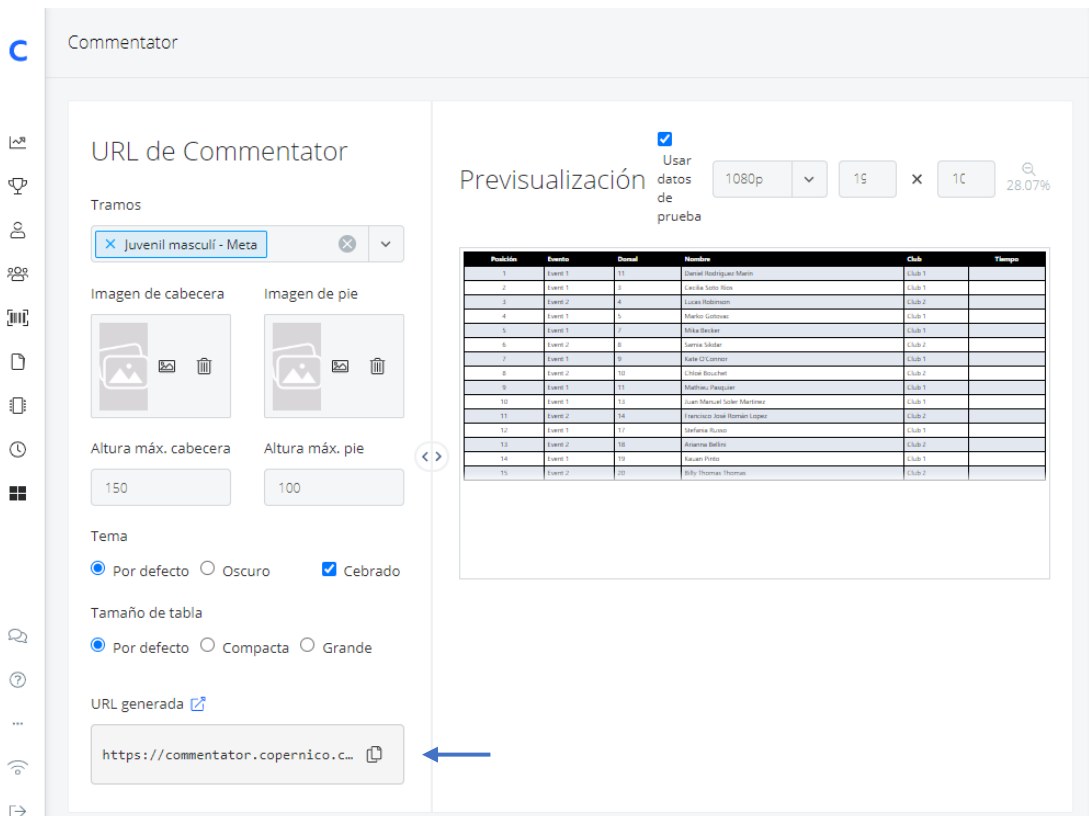 Commentator
URL de Commentator
Tramos
Juvenil masculí - Meta
Imagen de cabecera Imagen de pie
Altura máx. cabecera Altura máx. pie
150 100
Tema
Por defecto Oscuro Cebrado
Tamaño de tabla
Por defecto Compacta Grande
URL generada
https://commentator.copernico.c…
Previsualización
Usar
datos
de
prueba
1080p 19 × 10 28.07%
Posición Evento Dorsal Nombre Club Tiempo
1 Event 1 11 Daniel Rodríguez Marín Club 1
2 Event 1 3 Cecilia Soto Ríos Club 1
3 Event 2 4 Lucas Robinson Club 2
4 Event 1 5 Marko Gotovac Club 1
5 Event 1 7 Mika Becker Club 1
6 Event 2 8 Samia Sikdar Club 2
7 Event 1 9 Kate O'Connor Club 1
8 Event 2 10 Chloé Bouchet Club 2
9 Event 1 11 Mathieu Pasquier Club 1
10 Event 1 13 Juan Manuel Soler Martinez Club 1
11 Event 2 14 Francisco José Román Lopez Club 2
12 Event 1 17 Stefania Russo Club 1
13 Event 2 18 Arianna Bellini Club 2
14 Event 1 19 Kauan Pinto Club 1
15 Event 2 20 Billy Thomas Thomas Club 2